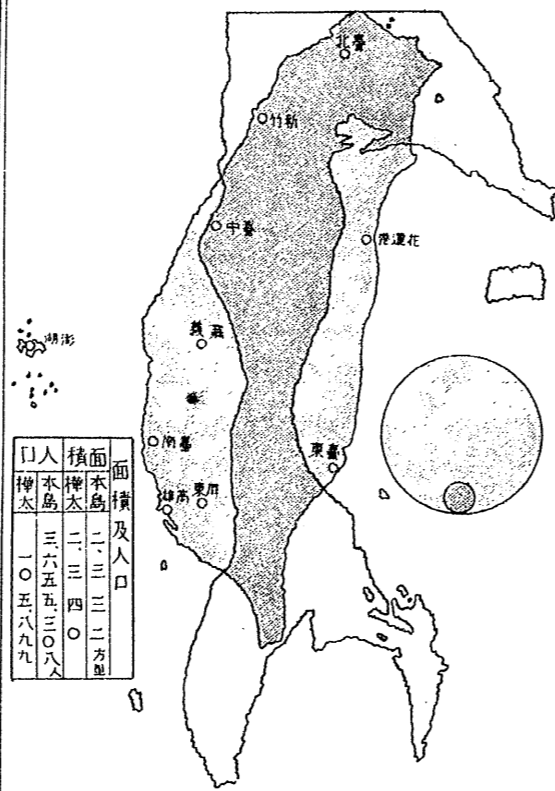 臺北
新竹
臺中
花蓮港
嘉義
澎湖
臺南
臺東
高雄
屏東
面積及人口
面積
本島 二、三三二方里
樺太 二、三四〇
人口
本島 三、六五五、三〇八人
樺太 一〇五、八九九